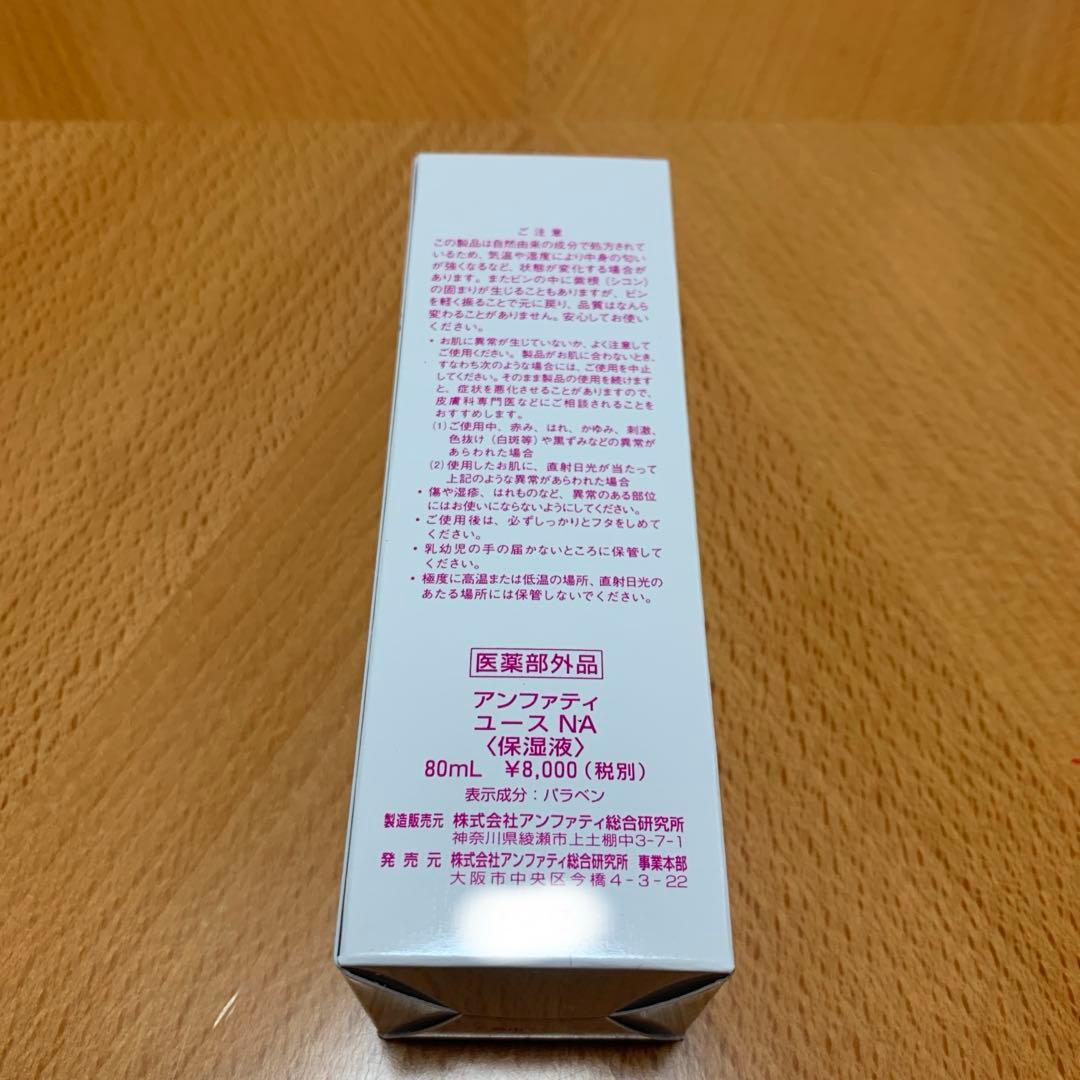 ご注意
この製品は自然由来の成分で処方されて
いるため、気温や湿度により中身の匂い
が強くなるなど、状態が変化する場合が
あります。またビンの中に紫根（シコン）
の固まりが生じることもありますが、ビン
を軽く振ることで元に戻り、品質はなんら
変わることがありません。安心してお使い
ください。
・お肌に異常が生じていないか、よく注意して
ご使用ください。製品がお肌に合わないとき、
すなわち次のような場合には、ご使用を中止
してください。そのまま製品の使用を続けます
と、症状を悪化させることがありますので、
皮膚科専門医などにご相談されることを
おすすめします。
(1)ご使用中、赤み、はれ、かゆみ、刺激、
色抜け（白斑等）や黒ずみなどの異常が
あらわれた場合
(2)使用したお肌に、直射日光が当たって
上記のような異常があらわれた場合
・傷や湿疹、はれものなど、異常のある部位
にはお使いにならないようにしてください。
・ご使用後は、必ずしっかりとフタをしめて
ください。
・乳幼児の手の届かないところに保管して
ください。
・極度に高温または低温の場所、直射日光の
あたる場所には保管しないでください。
医薬部外品
アンファティ
ユース N・A
〈保湿液〉
80mL ¥8,000（税別）
表示成分：パラベン
製造販売元 株式会社アンファティ総合研究所
神奈川県綾瀬市上土棚中3-7-1
発売元 株式会社アンファティ総合研究所 事業本部
大阪市中央区今橋4-3-22